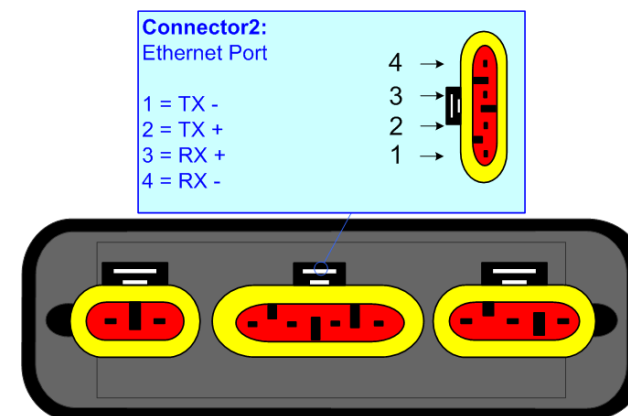 Connector2:
Ethernet Port
1 = TX -
2 = TX +
3 = RX +
4 = RX -
4
3
2
1